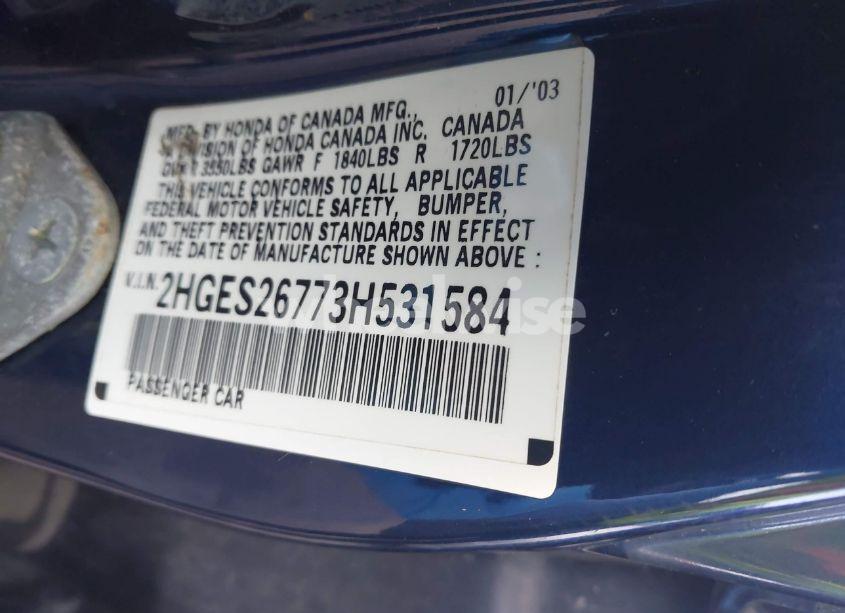 01/'03
MFD. BY HONDA OF CANADA MFG.,
DIVISION OF HONDA CANADA INC. CANADA
3550LBS GAWR F 1840LBS R 1720LBS
THIS VEHICLE CONFORMS TO ALL APPLICABLE
FEDERAL MOTOR VEHICLE SAFETY, BUMPER,
AND THEFT PREVENTION STANDARDS IN EFFECT
ON THE DATE OF MANUFACTURE SHOWN ABOVE :
V.I.N. 2HGES26773H531584
PASSENGER CAR